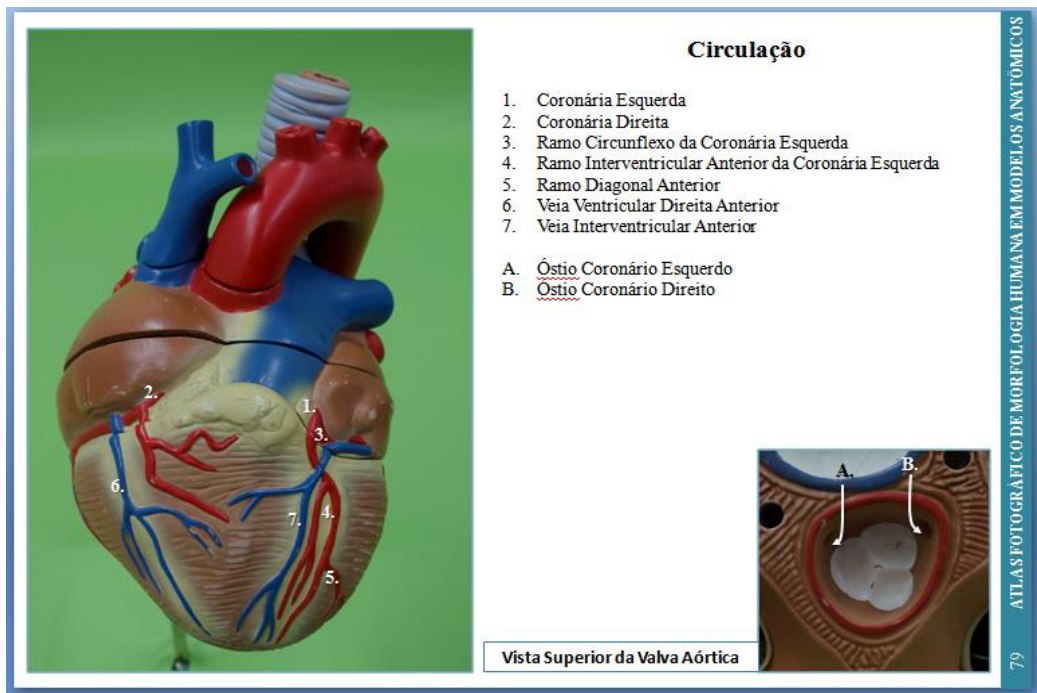 Circulação
1. Coronária Esquerda
2. Coronária Direita
3. Ramo Circunflexo da Coronária Esquerda
4. Ramo Interventricular Anterior da Coronária Esquerda
5. Ramo Diagonal Anterior
6. Veia Ventricular Direita Anterior
7. Veia Interventricular Anterior
A. Óstio Coronário Esquerdo
B. Óstio Coronário Direito
2.
1.
3.
6.
7.
4.
5.
A.
B.
Vista Superior da Valva Aórtica
ATLAS FOTOGRÁFICO DE MORFOLOGIA HUMANA EM MODELOS ANATÔMICOS
79